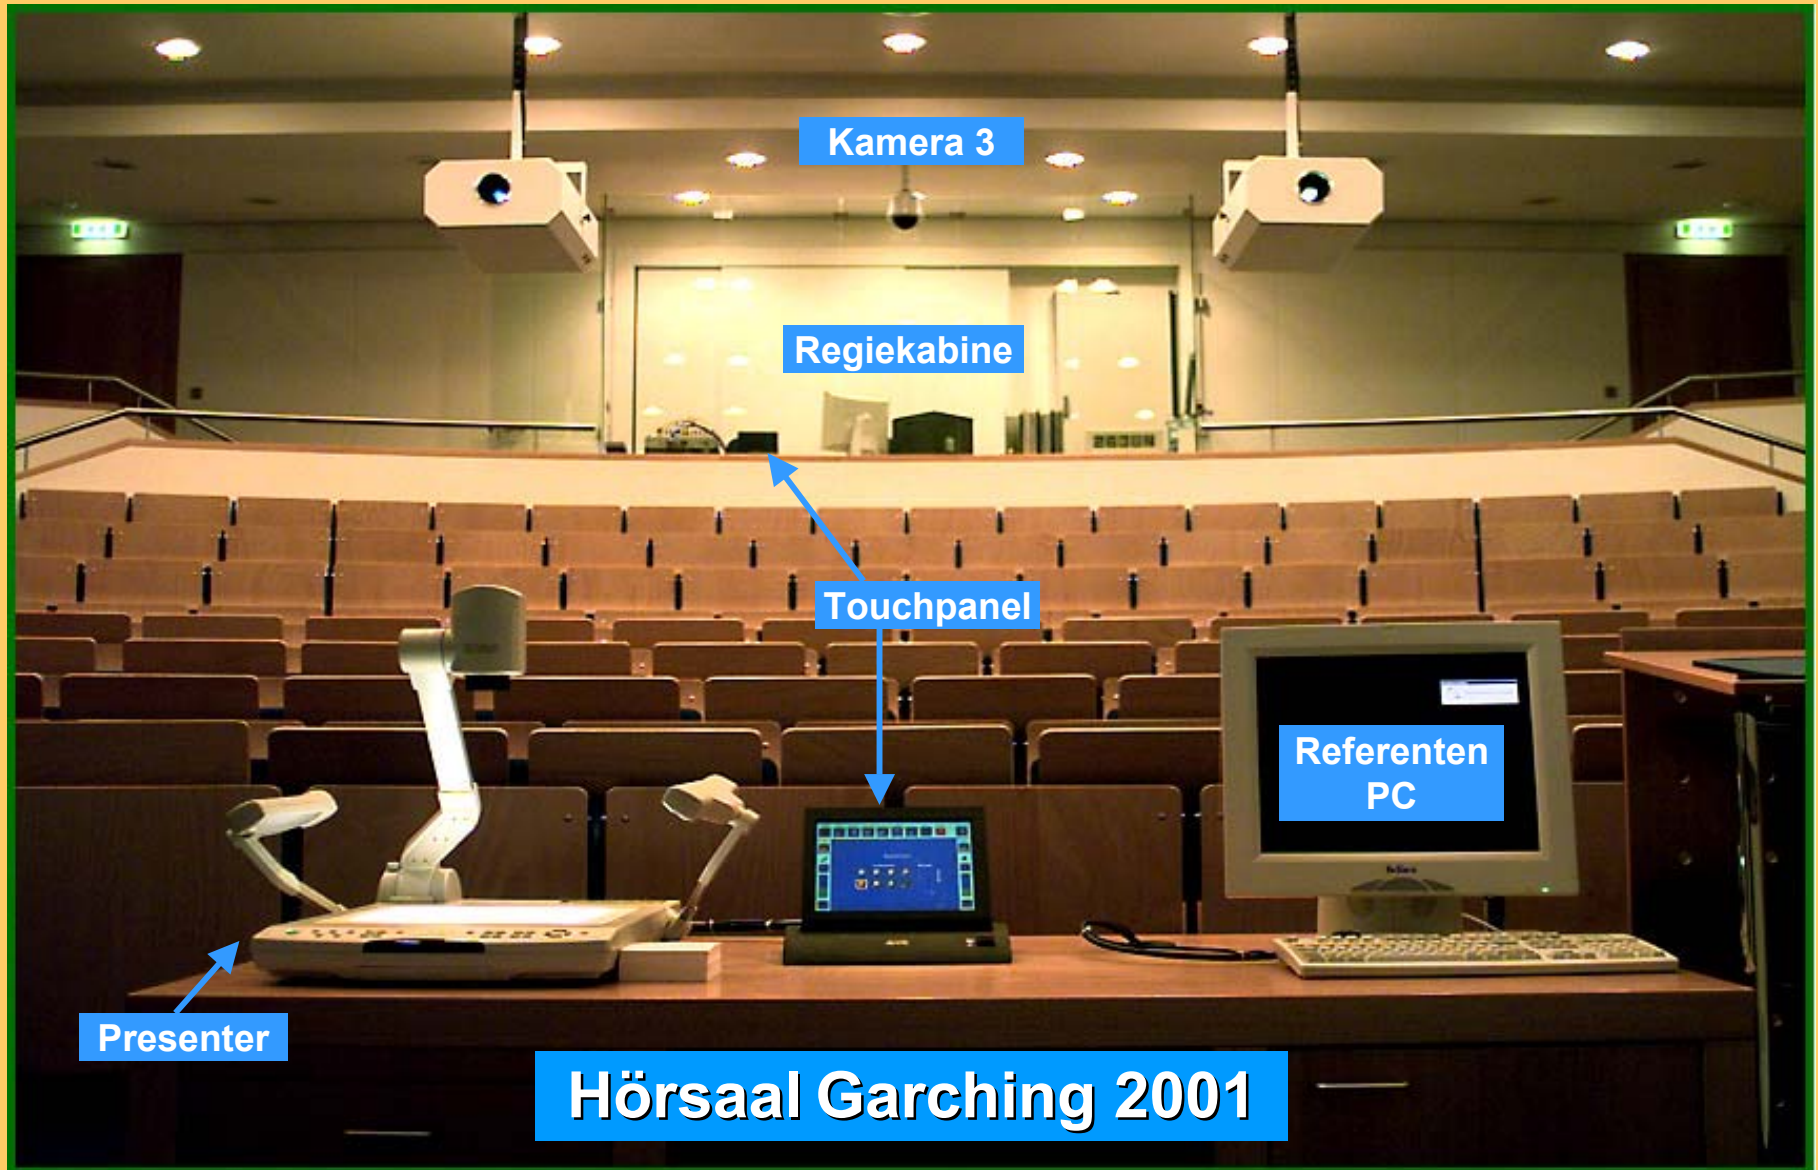 Kamera 3
Regiekabine
Touchpanel
Referenten
PC
Presenter
Hörsaal Garching 2001